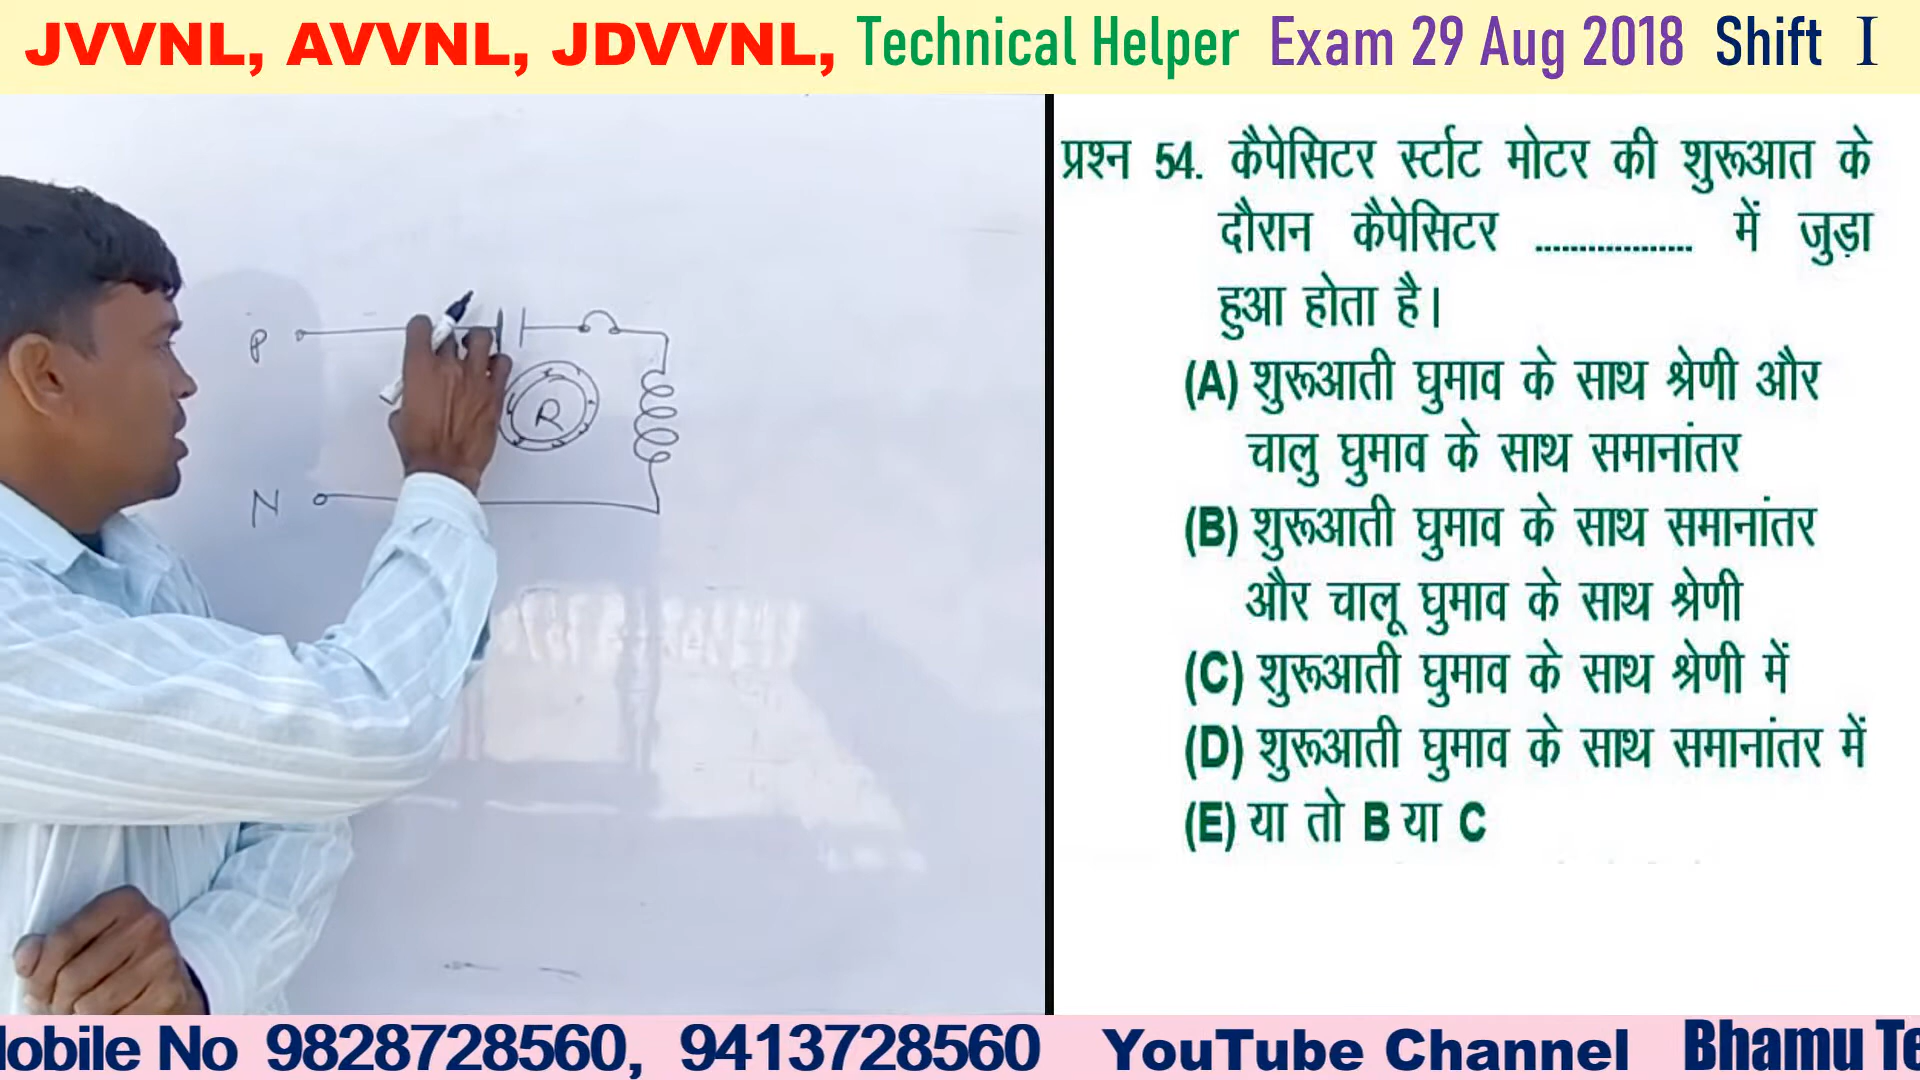 JVVNL, AVVNL, JDVVNL, Technical Helper Exam 29 Aug 2018 Shift I
P
R
N
प्रश्न 54. कैपेसिटर र्स्टाट मोटर की शुरूआत के
दौरान कैपेसिटर .................. में जुड़ा
हुआ होता है।
(A) शुरूआती घुमाव के साथ श्रेणी और
चालु घुमाव के साथ समानांतर
(B) शुरूआती घुमाव के साथ समानांतर
और चालू घुमाव के साथ श्रेणी
(C) शुरूआती घुमाव के साथ श्रेणी में
(D) शुरूआती घुमाव के साथ समानांतर में
(E) या तो B या C
obile No 9828728560, 9413728560 YouTube Channel Bhamu Te